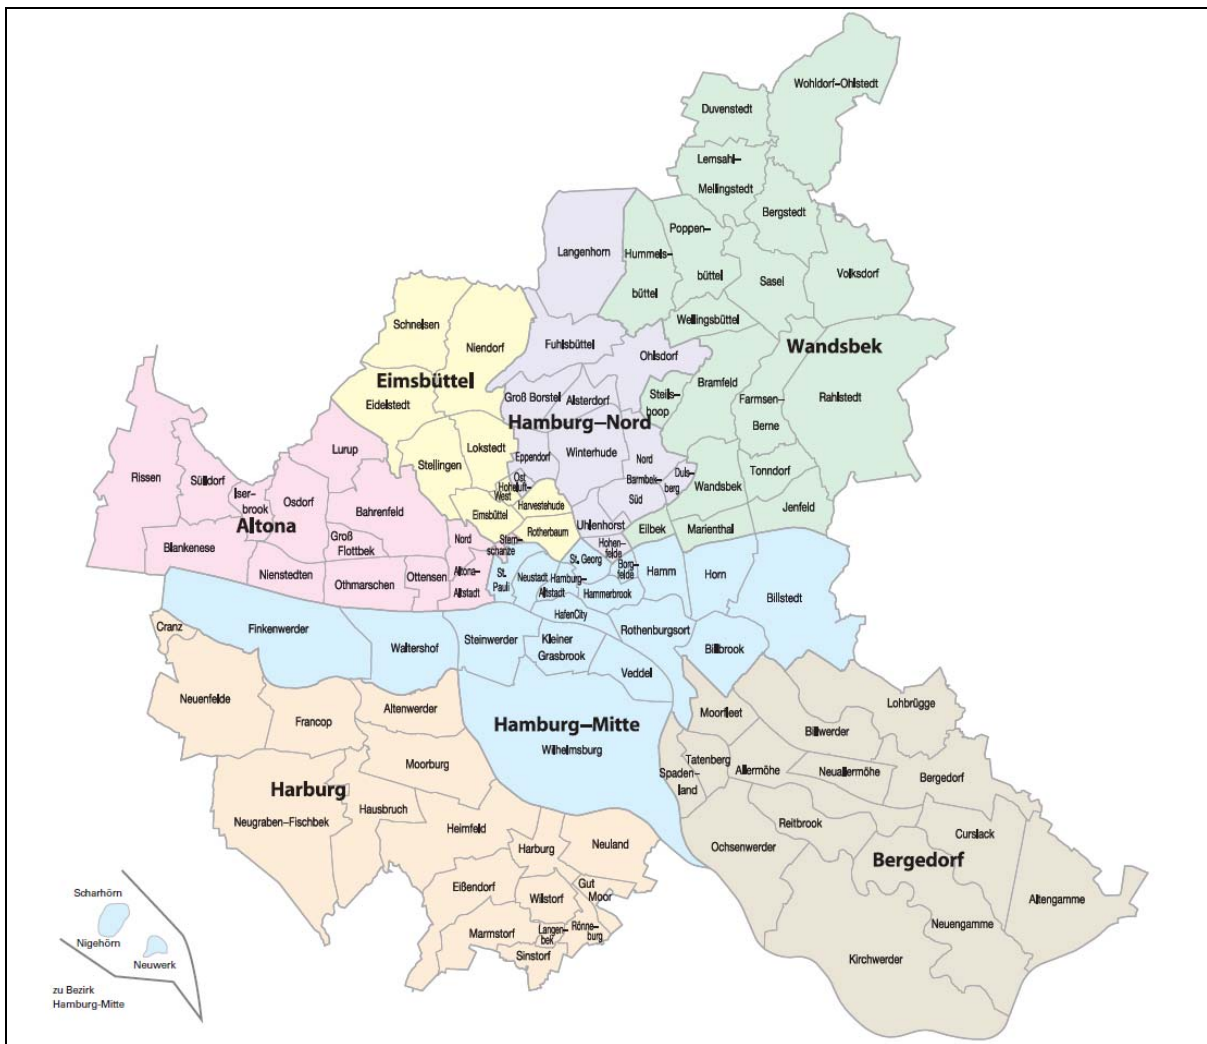 Wohldorf-Ohlstedt
Duvenstedt
Lemsahl-
Mellingstedt
Bergstedt
Poppen-
büttel
Langenhorn
Hummels-
büttel
Sasel
Volksdorf
Wellingsbüttel
Schnelsen
Niendorf
Fuhlsbüttel
Ohlsdorf
Wandsbek
Eimsbüttel
Eidelstedt
Groß Borstel
Alsterdorf
Steils-
hoop
Bramfeld
Farmsen-
Berne
Rahlstedt
Hamburg-Nord
Lurup
Lokstedt
Stellingen
Eppendorf
Winterhude
Nord
Barmbek-
Süd
Duls-
berg
Wandsbek
Tonndorf
Jenfeld
Rissen
Sülldorf
Iser-
brook
Osdorf
Bahrenfeld
Ost
Hoheluft-
West
Harvestehude
Eimsbüttel
Rotherbaum
Uhlenhorst
Eilbek
Marienthal
Altona
Groß
Flottbek
Blankenese
Nienstedten
Othmarschen
Ottensen
Nord
Altona-
Altstadt
Stern-
schanze
St.
Pauli
Neustadt
Hamburg-
Altstadt
St. Georg
Hohen-
felde
Borg-
felde
Hammerbrook
Hamm
Horn
Billstedt
HafenCity
Cranz
Finkenwerder
Waltershof
Steinwerder
Kleiner
Grasbrook
Rothenburgsort
Billbrook
Veddel
Neuenfelde
Francop
Altenwerder
Hamburg-Mitte
Wilhelmsburg
Moorfleet
Lohbrügge
Billwerder
Moorburg
Tatenberg
Spaden-
land
Allermöhe
Neuallermöhe
Bergedorf
Harburg
Hausbruch
Neugraben-Fischbek
Heimfeld
Harburg
Neuland
Reitbrook
Curslack
Ochsenwerder
Bergedorf
Eißendorf
Wilstorf
Gut
Moor
Altengamme
Neuengamme
Marmstorf
Langen-
bek
Rönne-
burg
Sinstorf
Kirchwerder
Scharhörn
Nigehörn
Neuwerk
zu Bezirk
Hamburg-Mitte